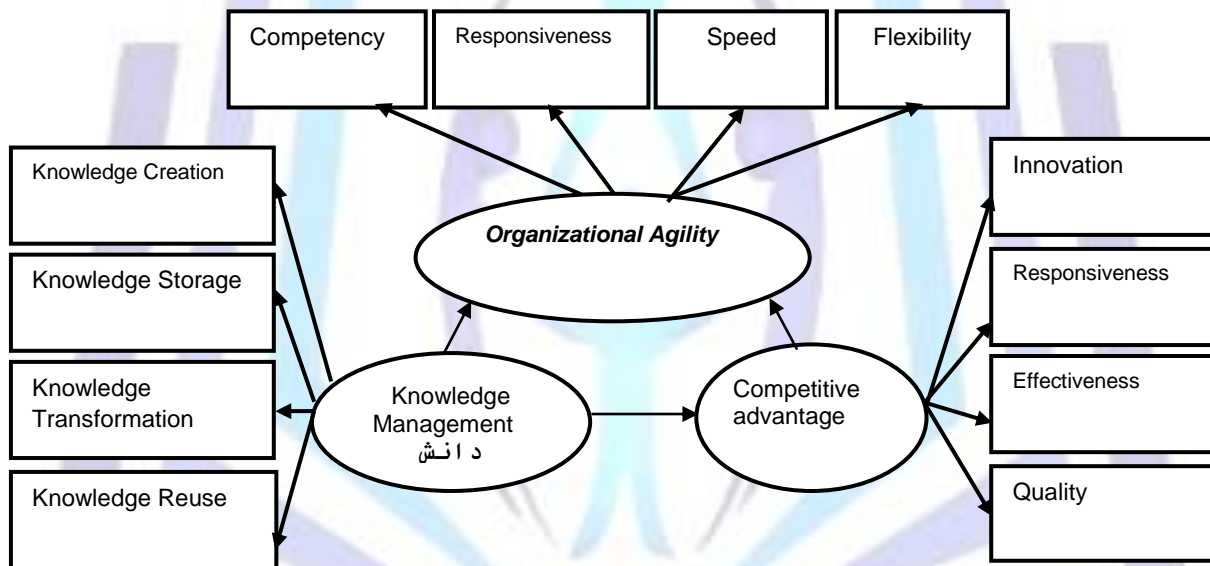 Competency
Responsiveness
Speed
Flexibility
Knowledge Creation
Innovation
Organizational Agility
Knowledge Storage
Responsiveness
Knowledge
Transformation
Knowledge
Management
دانش
Competitive
advantage
Effectiveness
Knowledge Reuse
Quality